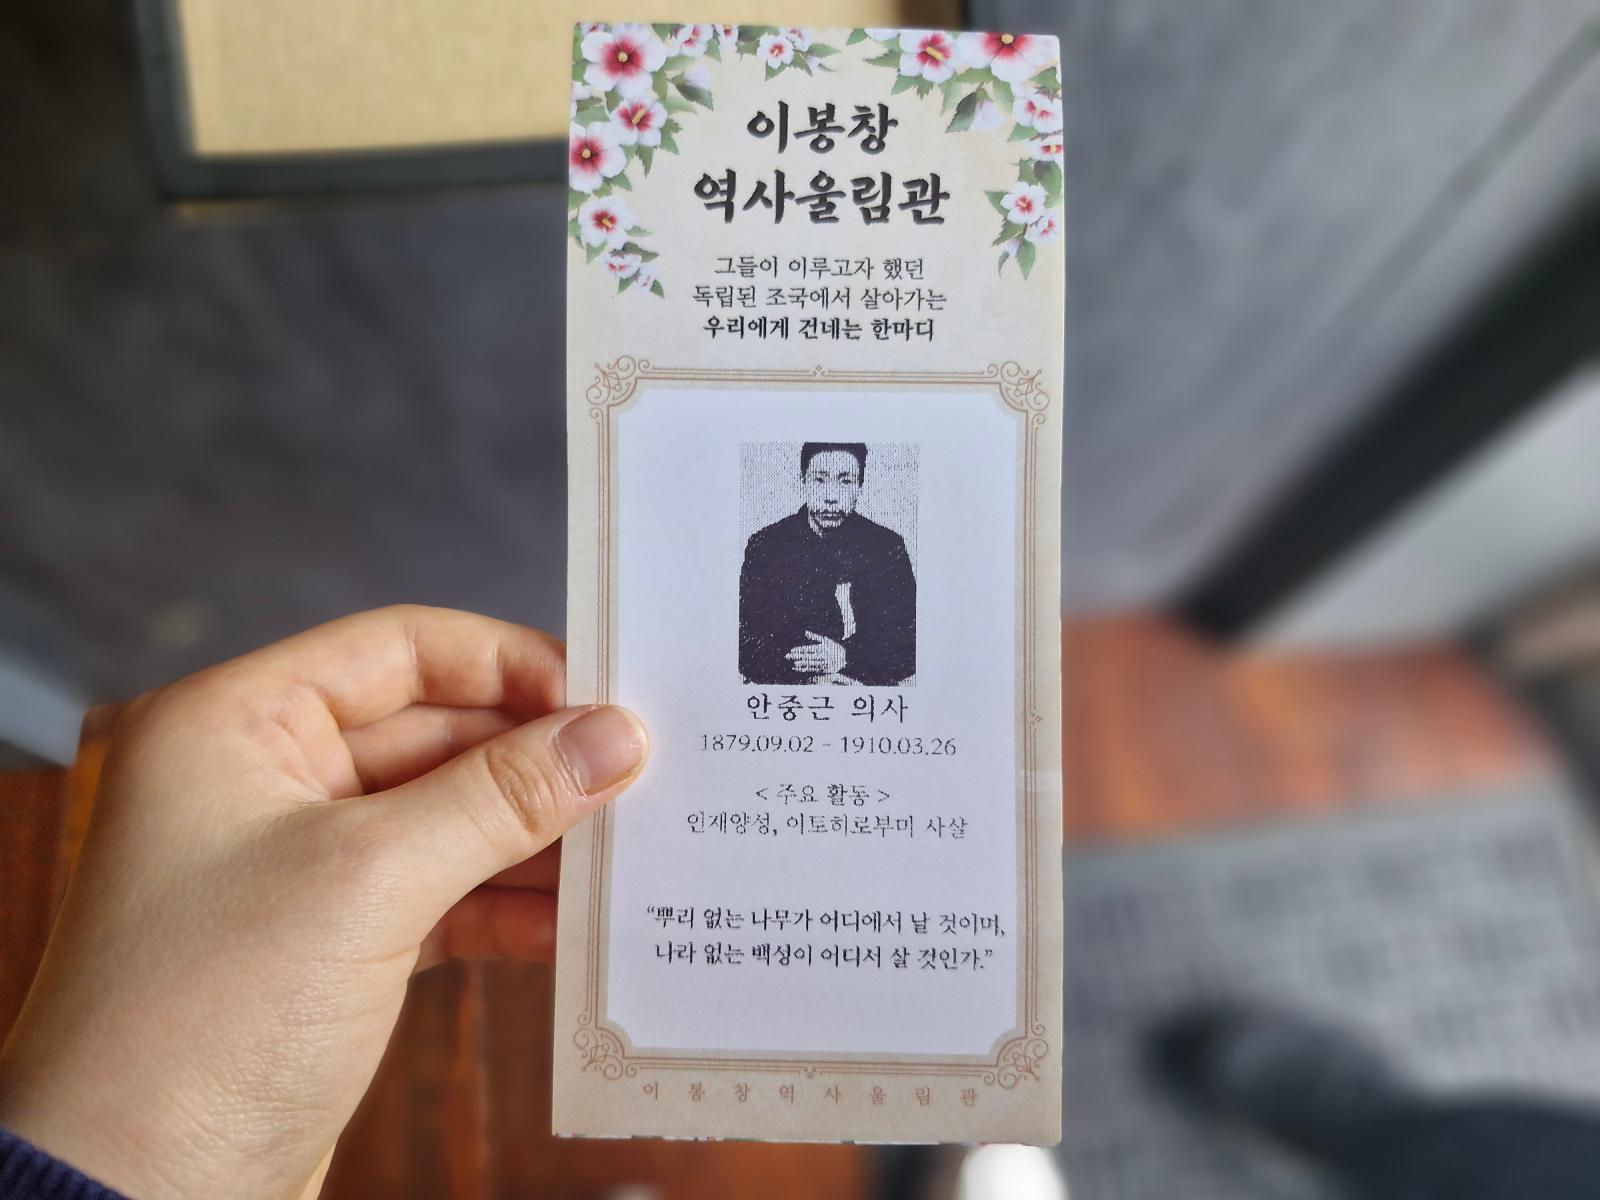 이봉창
역사울림관
그들이 이루고자 했던
독립된 조국에서 살아가는
우리에게 건네는 한마디
안중근 의사
1879.09.02 - 1910.03.26
< 주요 활동 >
인재양성, 이토히로부미 사살
“뿌리 없는 나무가 어디에서 날 것이며,
나라 없는 백성이 어디서 살 것인가.”
이봉창역사울림관